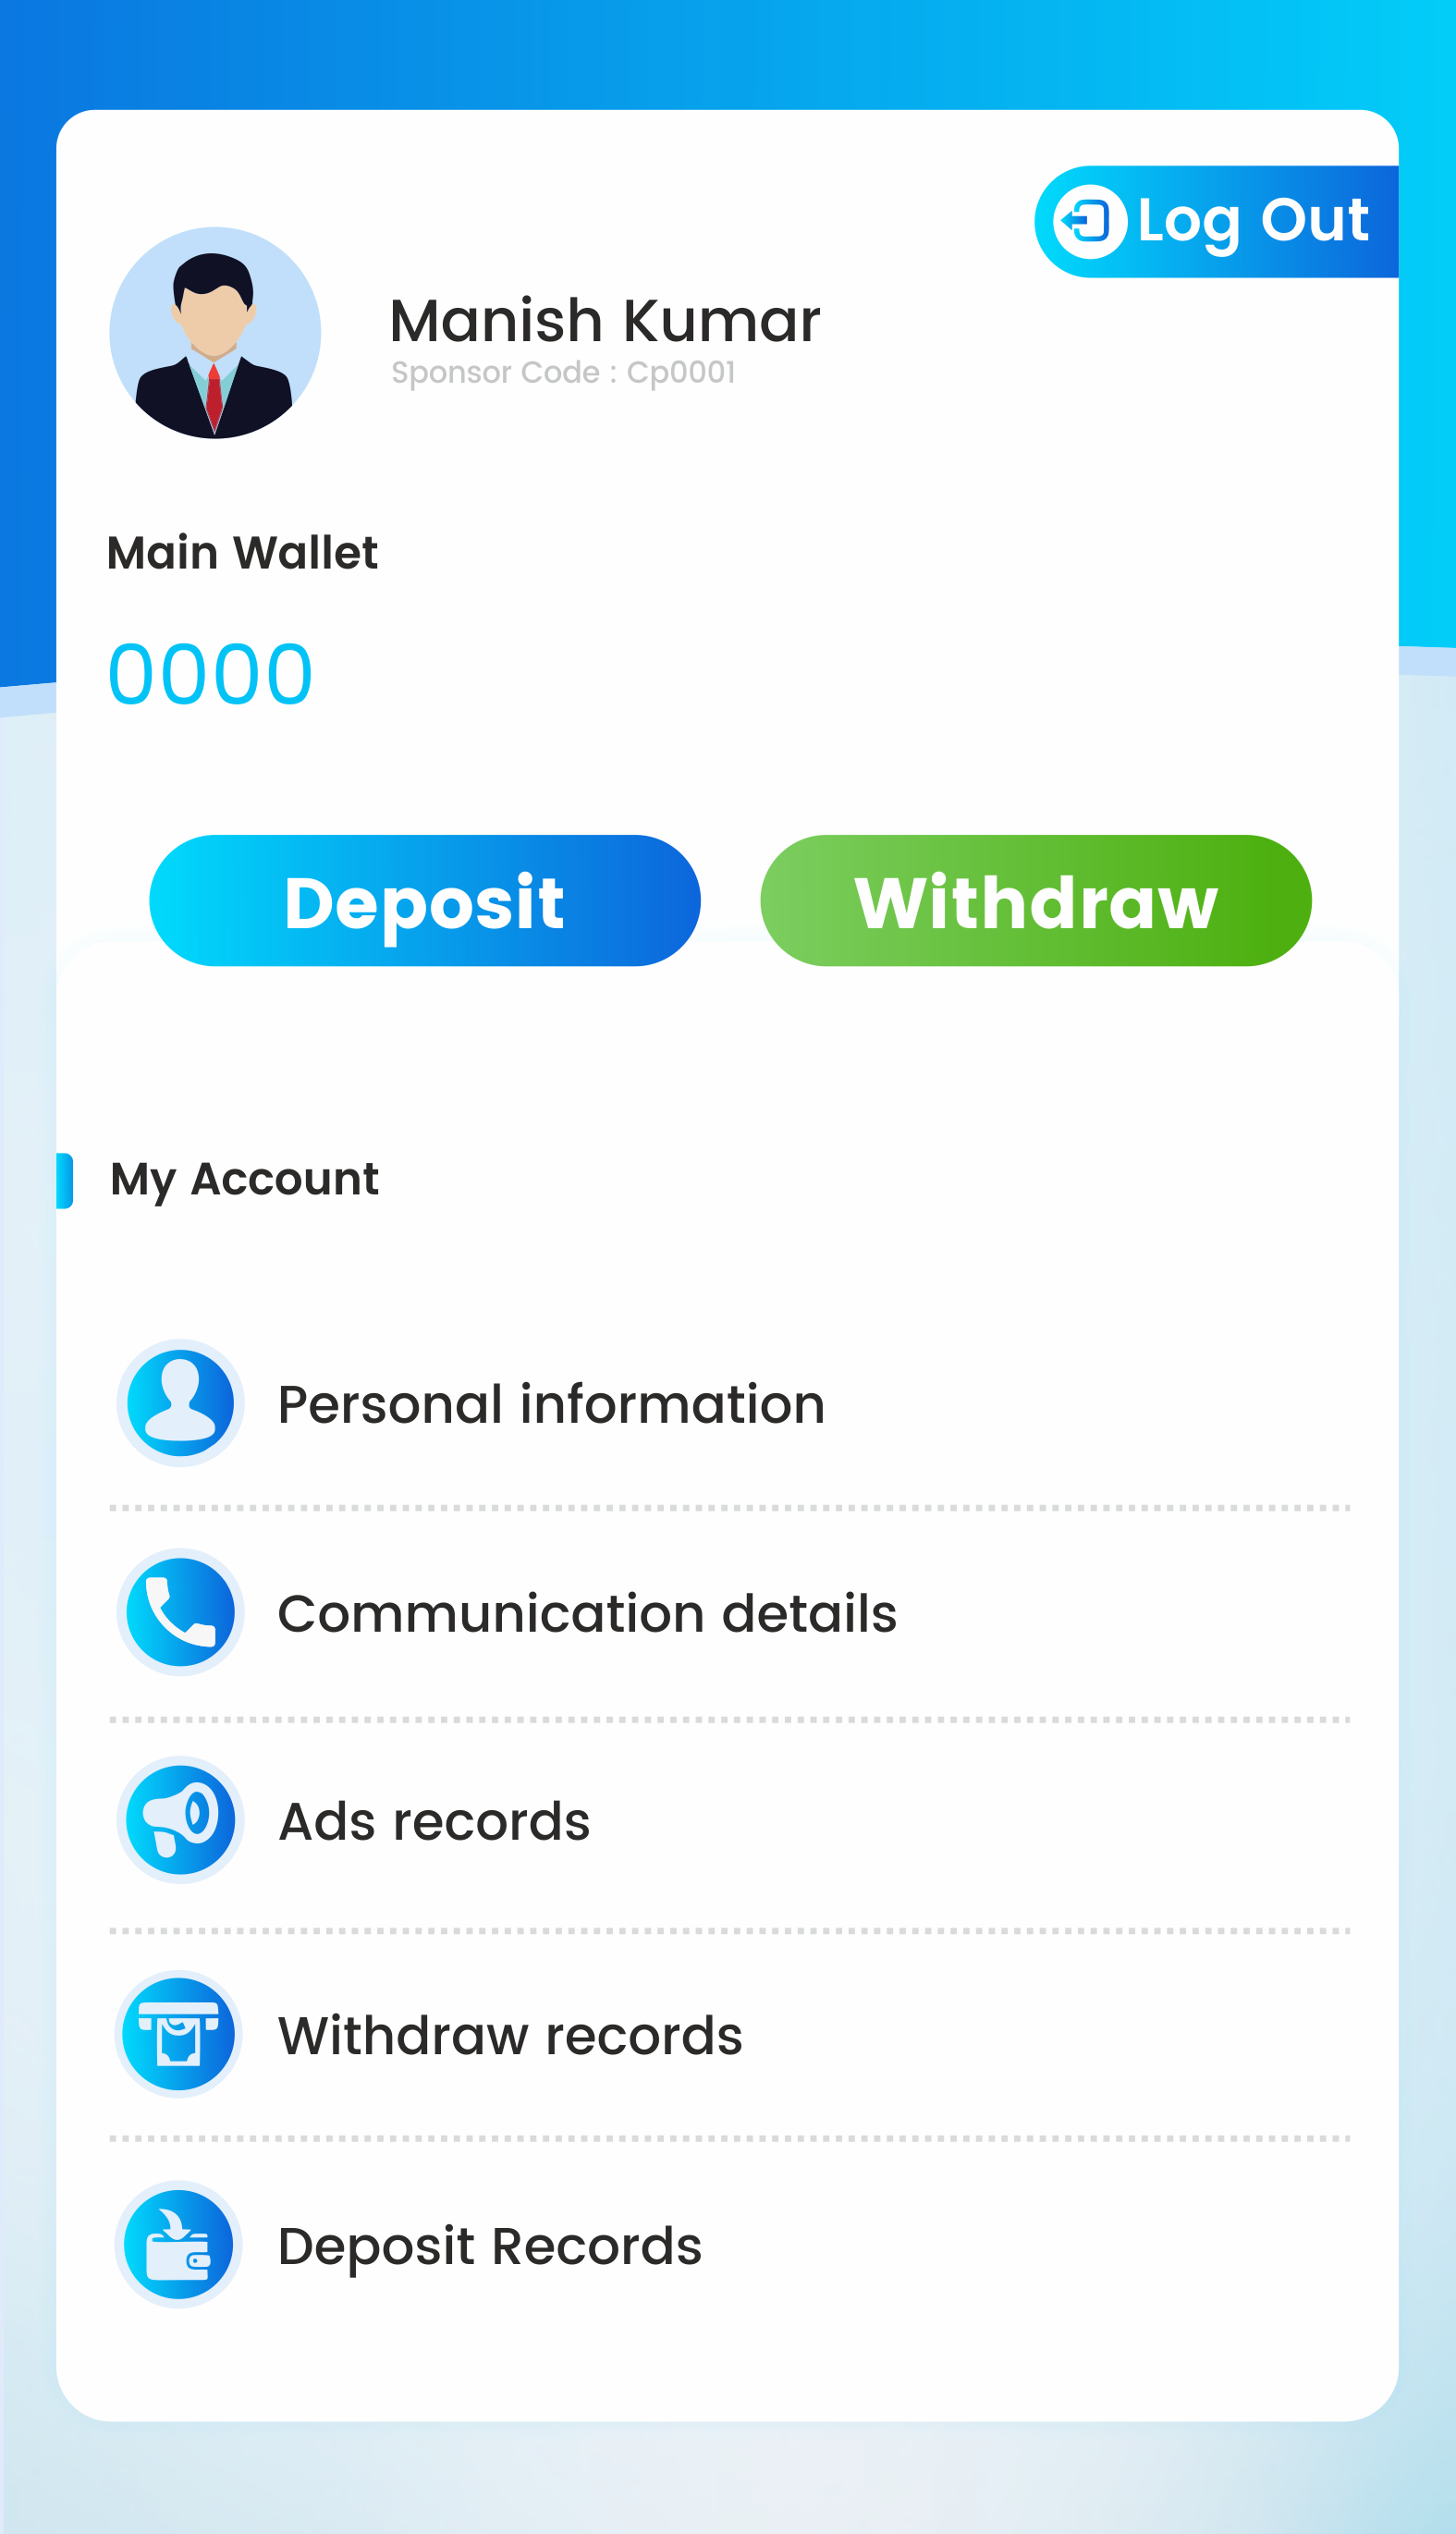 Log Out
Manish Kumar
Sponsor Code : Cp0001
Main Wallet
0000
Deposit
Withdraw
My Account
Personal information
Communication details
Ads records
Withdraw records
Deposit Records